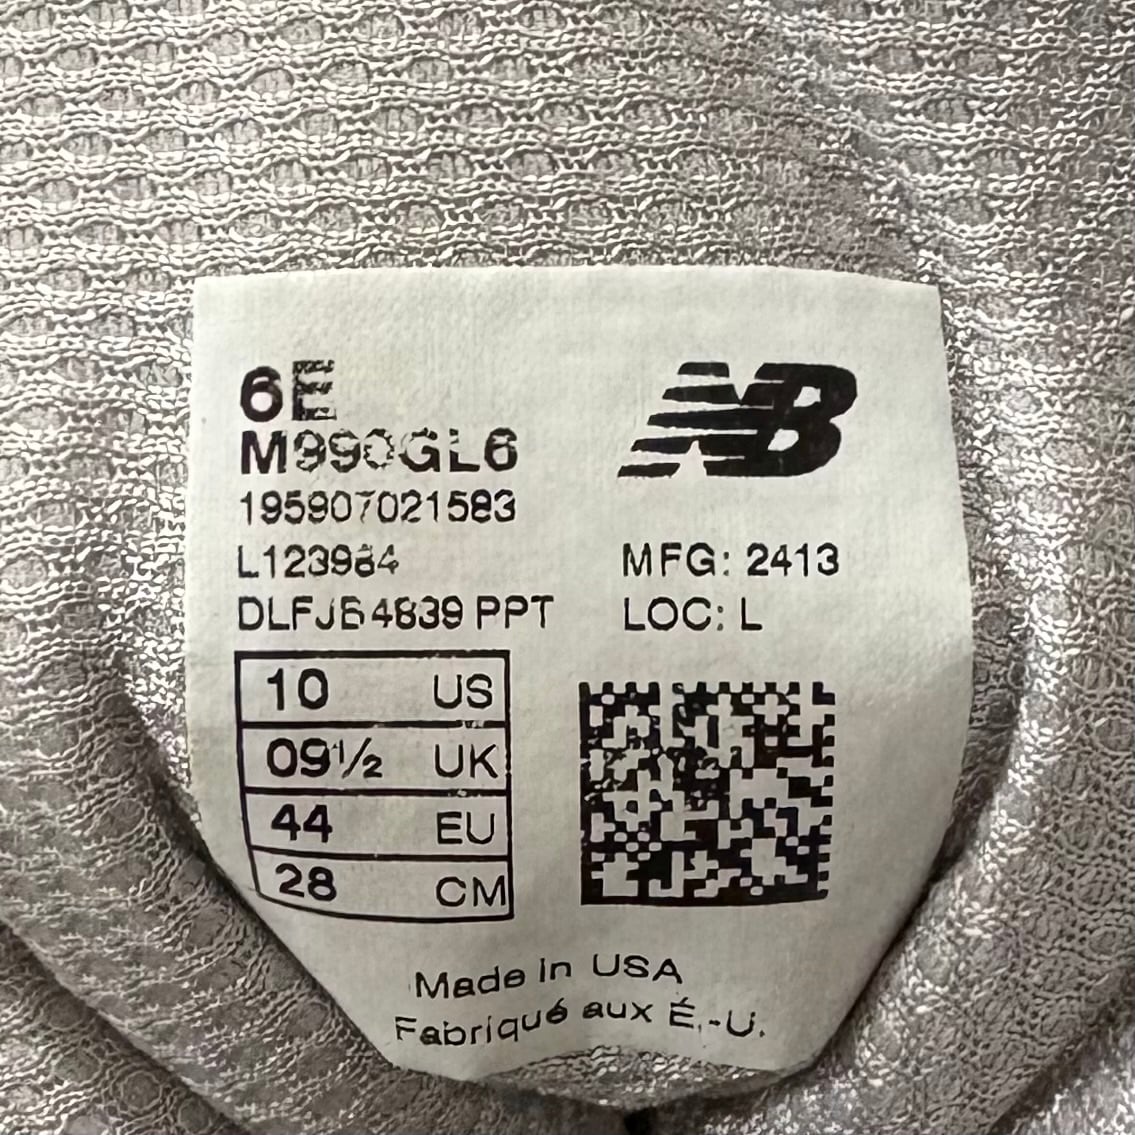 6E
M990GL6
195907021583
L123984
DLFJB4839 PPT
NB
MFG: 2413
LOC: L
10 US
09½ UK
44 EU
28 CM
Made in USA
Fabriqué aux É.-U.